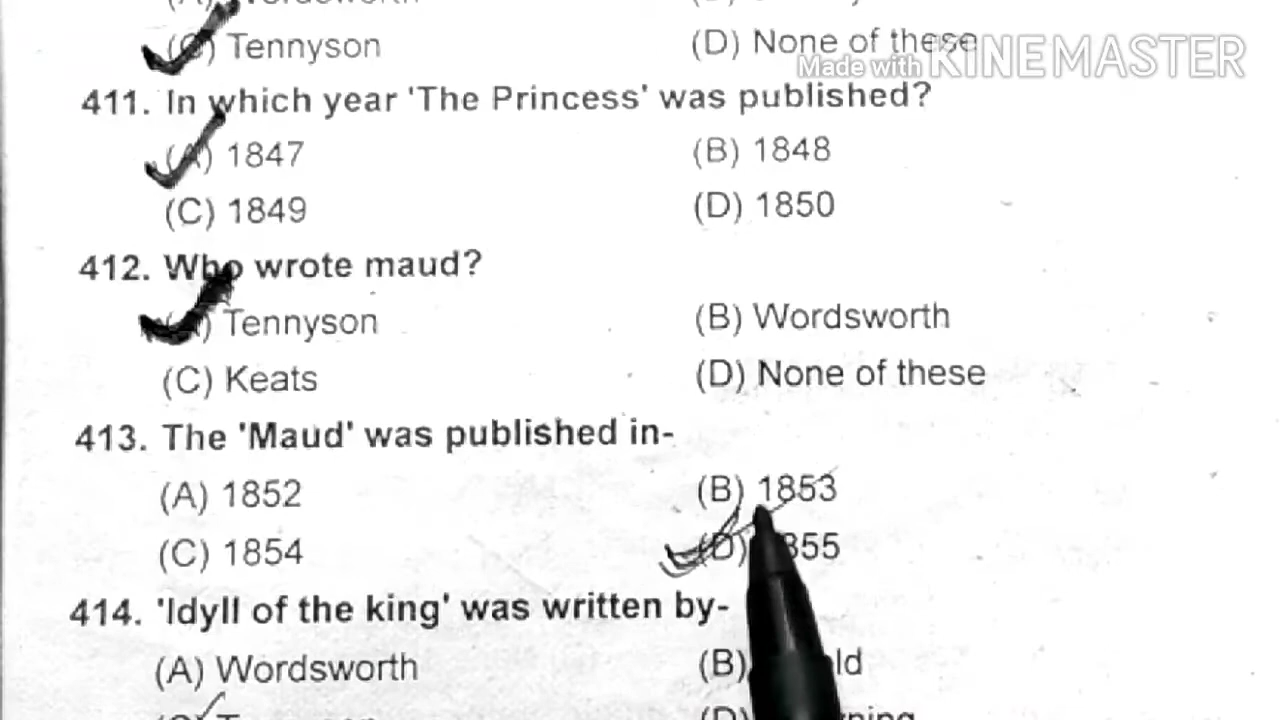 (C) Tennyson (D) None of these
Made with KINEMASTER
411. In which year 'The Princess' was published?
(A) 1847 (B) 1848
(C) 1849 (D) 1850
412. Who wrote maud?
(A) Tennyson (B) Wordsworth
(C) Keats (D) None of these
413. The 'Maud' was published in-
(A) 1852 (B) 1853
(C) 1854 (D) 1855
414. 'Idyll of the king' was written by-
(A) Wordsworth (B)